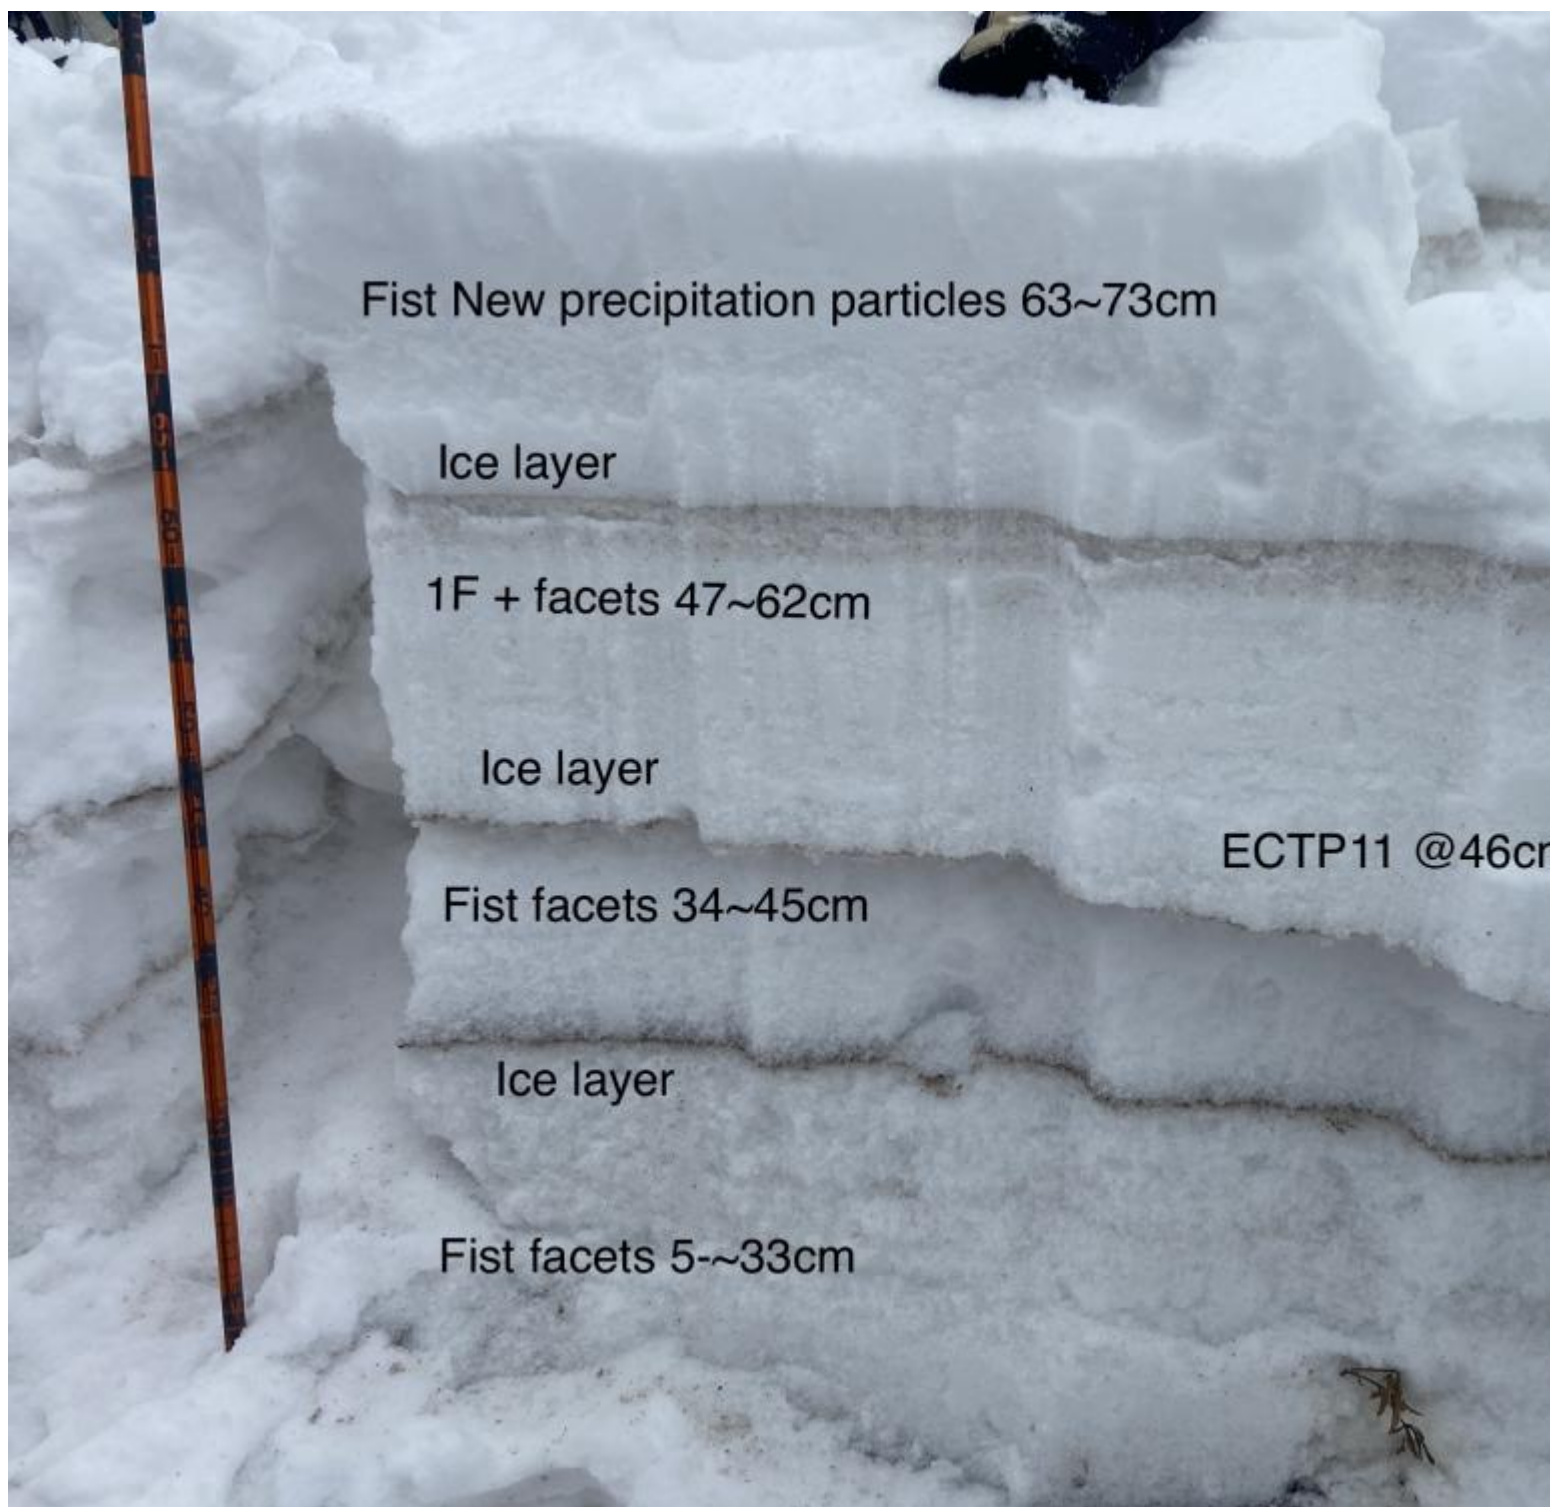 Fist New precipitation particles 63~73cm
Ice layer
1F + facets 47~62cm
Ice layer
ECTP11 @46cr
Fist facets 34~45cm
Ice layer
Fist facets 5-~33cm